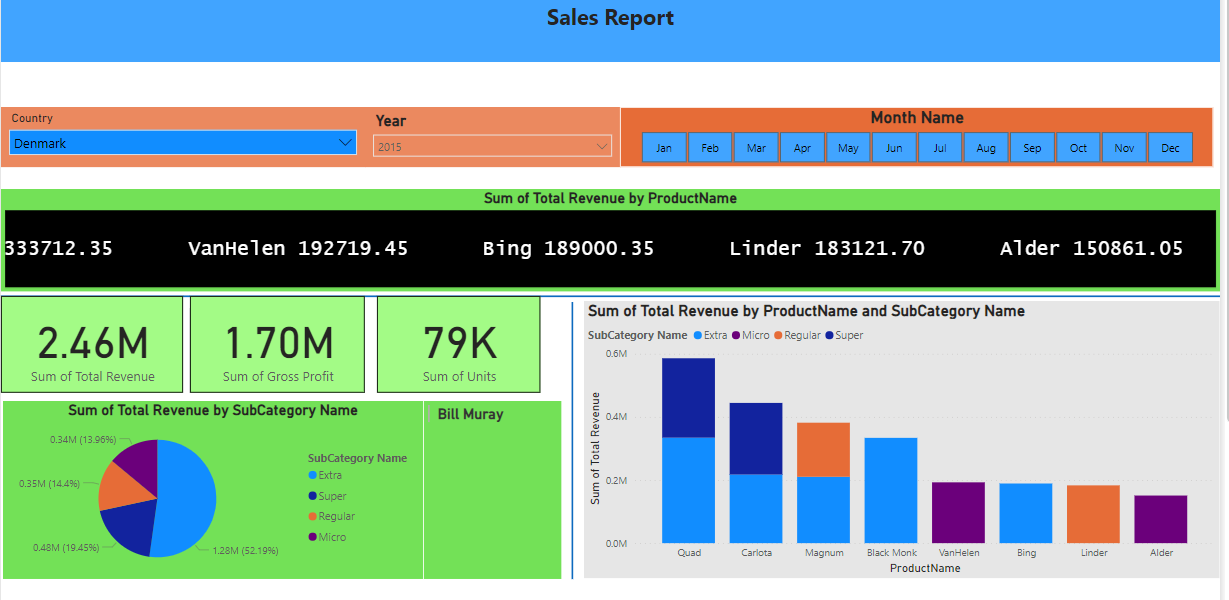 Sales Report
Country
Denmark
Year
2015
Month Name
Jan Feb Mar Apr May Jun Jul Aug Sep Oct Nov Dec
Sum of Total Revenue by ProductName
333712.35 VanHelen 192719.45 Bing 189000.35 Linder 183121.70 Alder 150861.05
2.46M
Sum of Total Revenue
1.70M
Sum of Gross Profit
79K
Sum of Units
Sum of Total Revenue by SubCategory Name
0.34M (13.96%)
0.35M (14.4%)
0.48M (19.45%)
1.28M (52.19%)
SubCategory Name
Extra
Super
Regular
Micro
Bill Muray
Sum of Total Revenue by ProductName and SubCategory Name
SubCategory Name Extra Micro Regular Super
Sum of Total Revenue
0.6M
0.4M
0.2M
0.0M
Quad Carlota Magnum Black Monk VanHelen Bing Linder Alder
ProductName